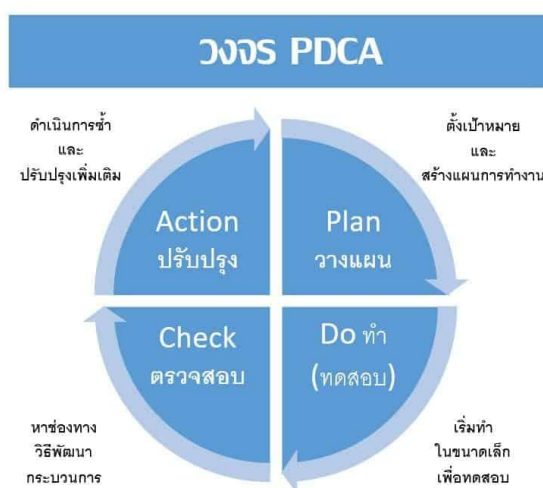 วงจร PDCA
ดำเนินการซ้ำ
และ
ปรับปรุงเพิ่มเติม
ตั้งเป้าหมาย
และ
สร้างแผนการทำงาน
Action
ปรับปรุง
Plan
วางแผน
Check
ตรวจสอบ
Do ทำ
(ทดสอบ)
หาช่องทาง
วิธีพัฒนา
กระบวนการ
เริ่มทำ
ในขนาดเล็ก
เพื่อทดสอบ